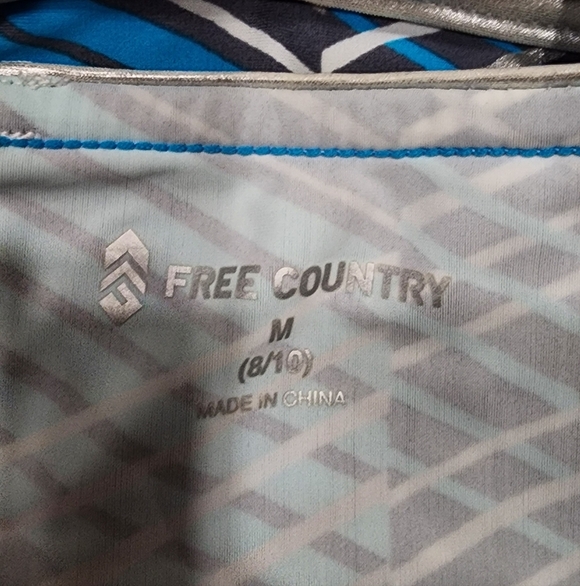 FREE COUNTRY
M
(8/10)
MADE IN CHINA